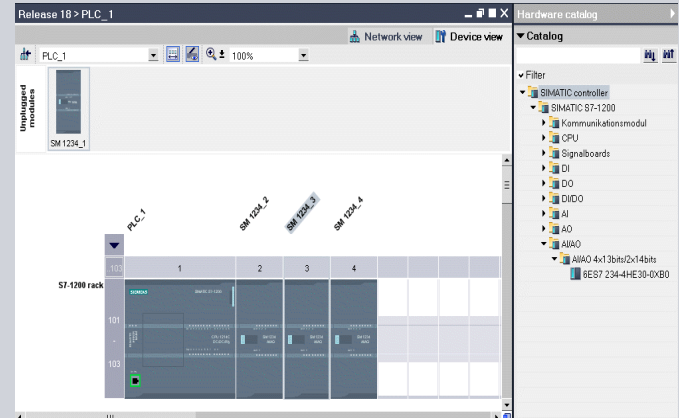 Release 18 > PLC_1
Network view
Device view
PLC_1
100%
Unplugged
modules
SM 1234_1
PLC_1
SM 1234_2
SM 1234_3
SM 1234_4
103
1
2
3
4
S7-1200 rack
SIEMENS
SIMATIC S7-1200
101
103
Hardware catalog
Catalog
Filter
SIMATIC controller
SIMATIC S7-1200
Kommunikationsmodul
CPU
Signalboards
DI
DO
DI/DO
AI
AO
AI/AO
AI/AO 4x13bits/2x14bits
6ES7 234-4HE30-0XB0